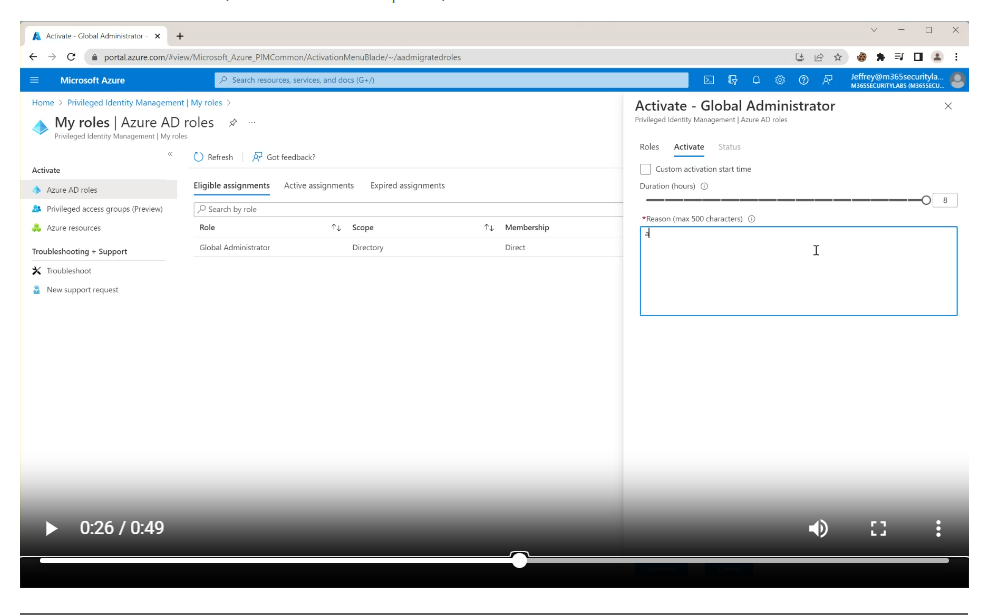 Activate - Global Administrator -
portal.azure.com/#view/Microsoft_Azure_PIMCommon/ActivationMenuBlade/~/aadmigratedroles
Microsoft Azure
Search resources, services, and docs (G+/)
Jeffrey@m365securityla...
M365SECURITYLABS (M365SECU...
Home > Privileged Identity Management | My roles >
My roles | Azure AD roles
Privileged Identity Management | My roles
Activate
Azure AD roles
Privileged access groups (Preview)
Azure resources
Troubleshooting + Support
Troubleshoot
New support request
Refresh
Got feedback?
Eligible assignments
Active assignments
Expired assignments
Search by role
Role
Scope
Membership
Global Administrator
Directory
Direct
Activate - Global Administrator
Privileged Identity Management | Azure AD roles
Roles
Activate
Status
Custom activation start time
Duration (hours)
8
*Reason (max 500 characters)
a
0:26 / 0:49